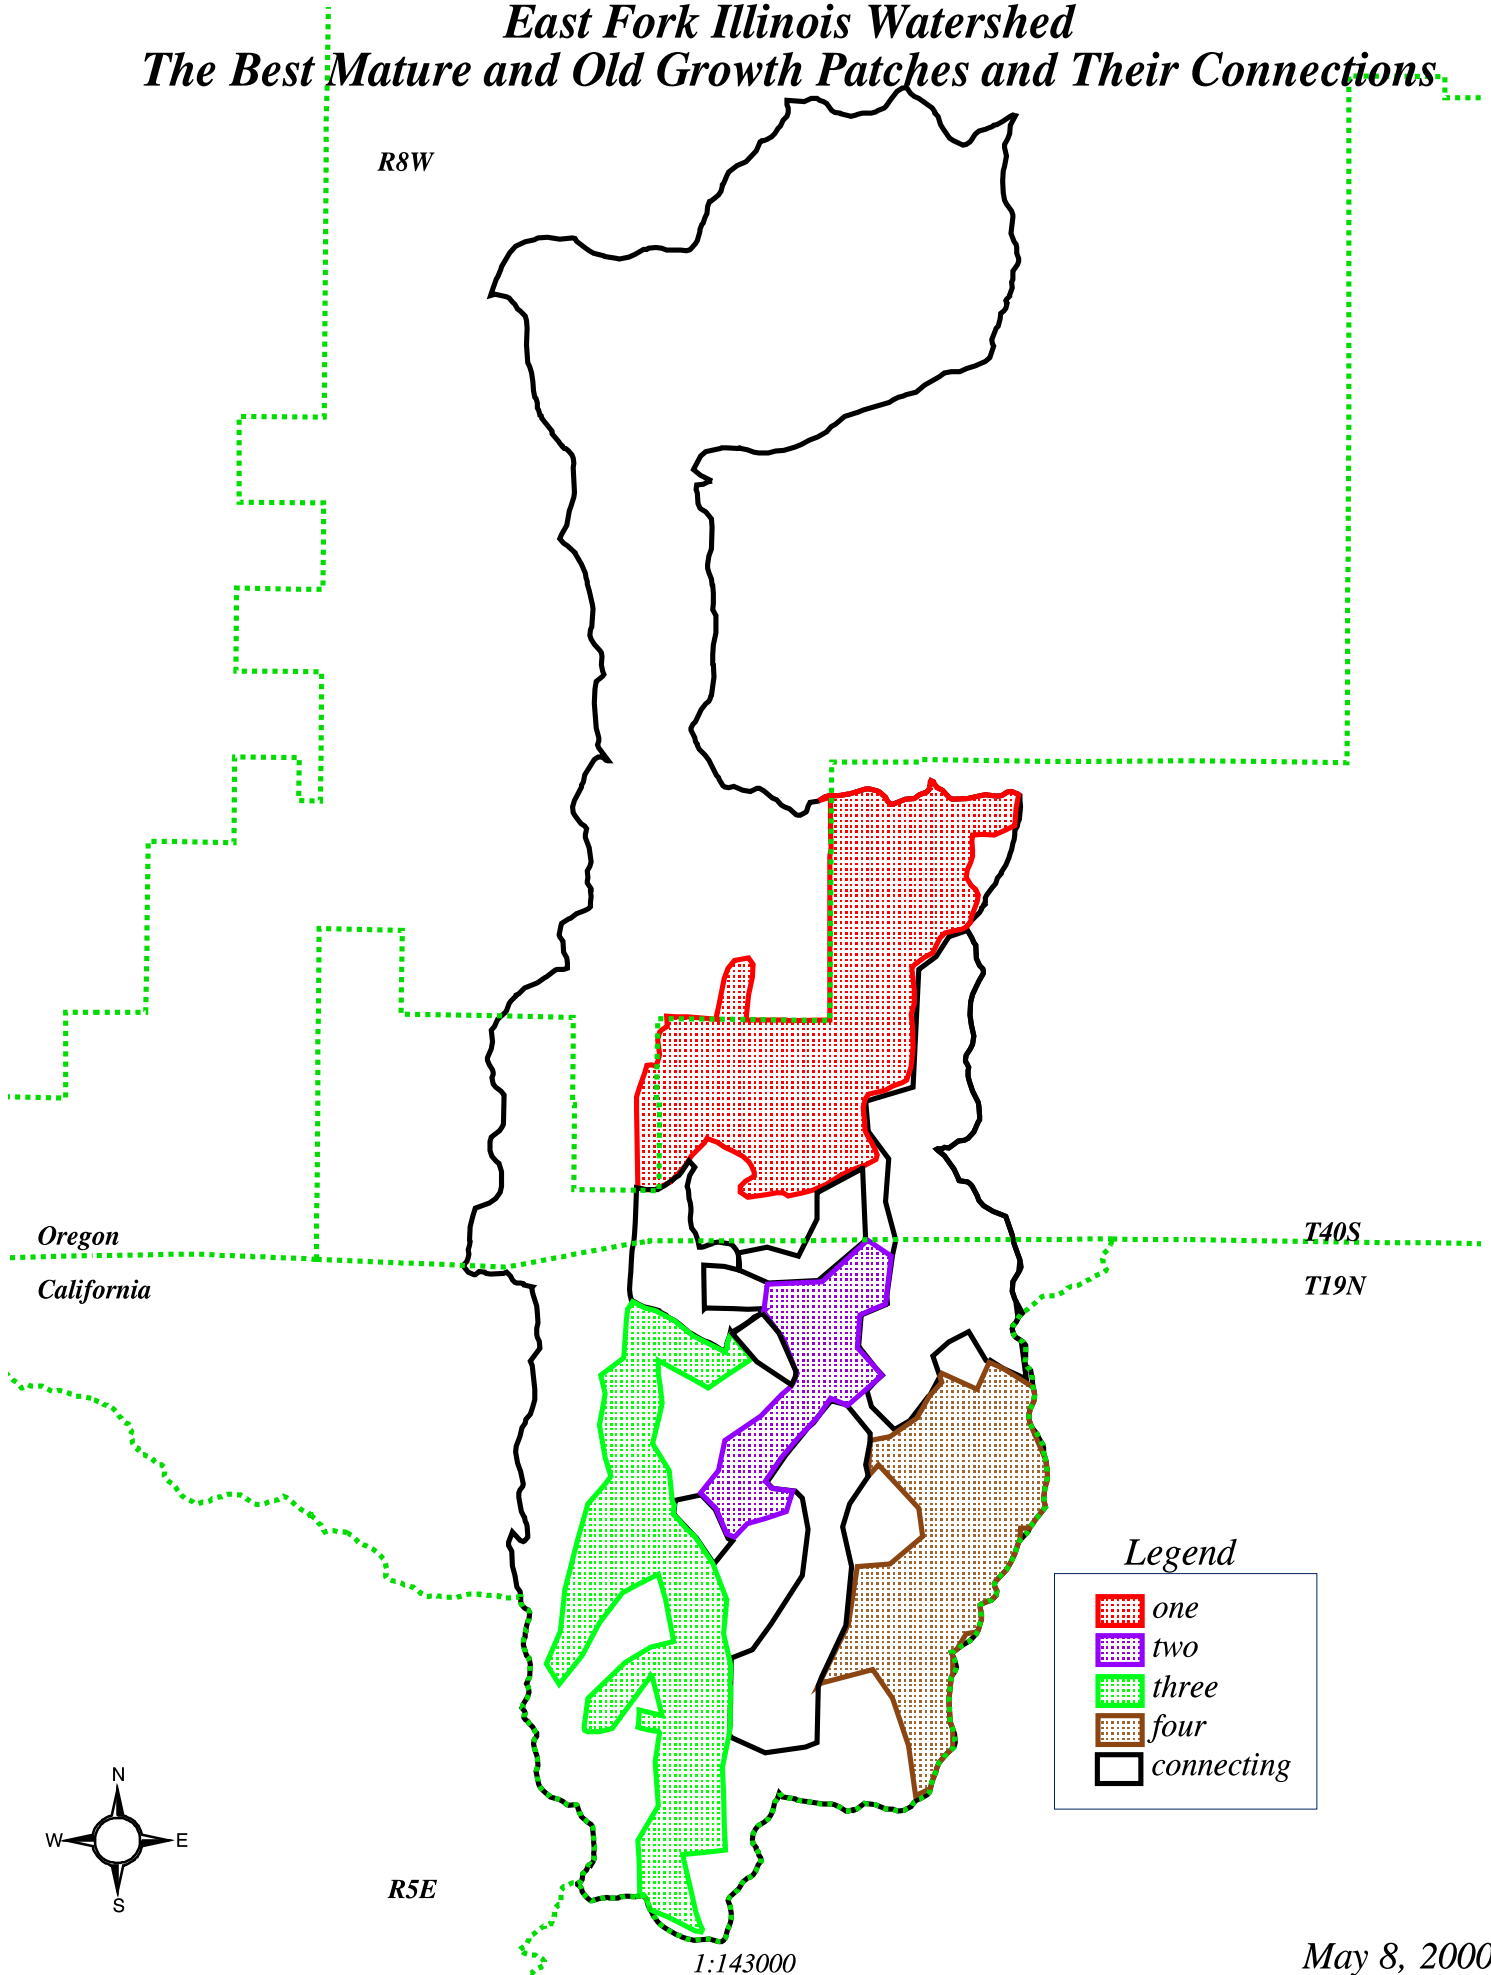 East Fork Illinois Watershed
The Best Mature and Old Growth Patches and Their Connections
R8W
Oregon
T40S
California
T19N
Legend
one
two
three
four
connecting
N
W
E
S
R5E
1:143000
May 8, 2000